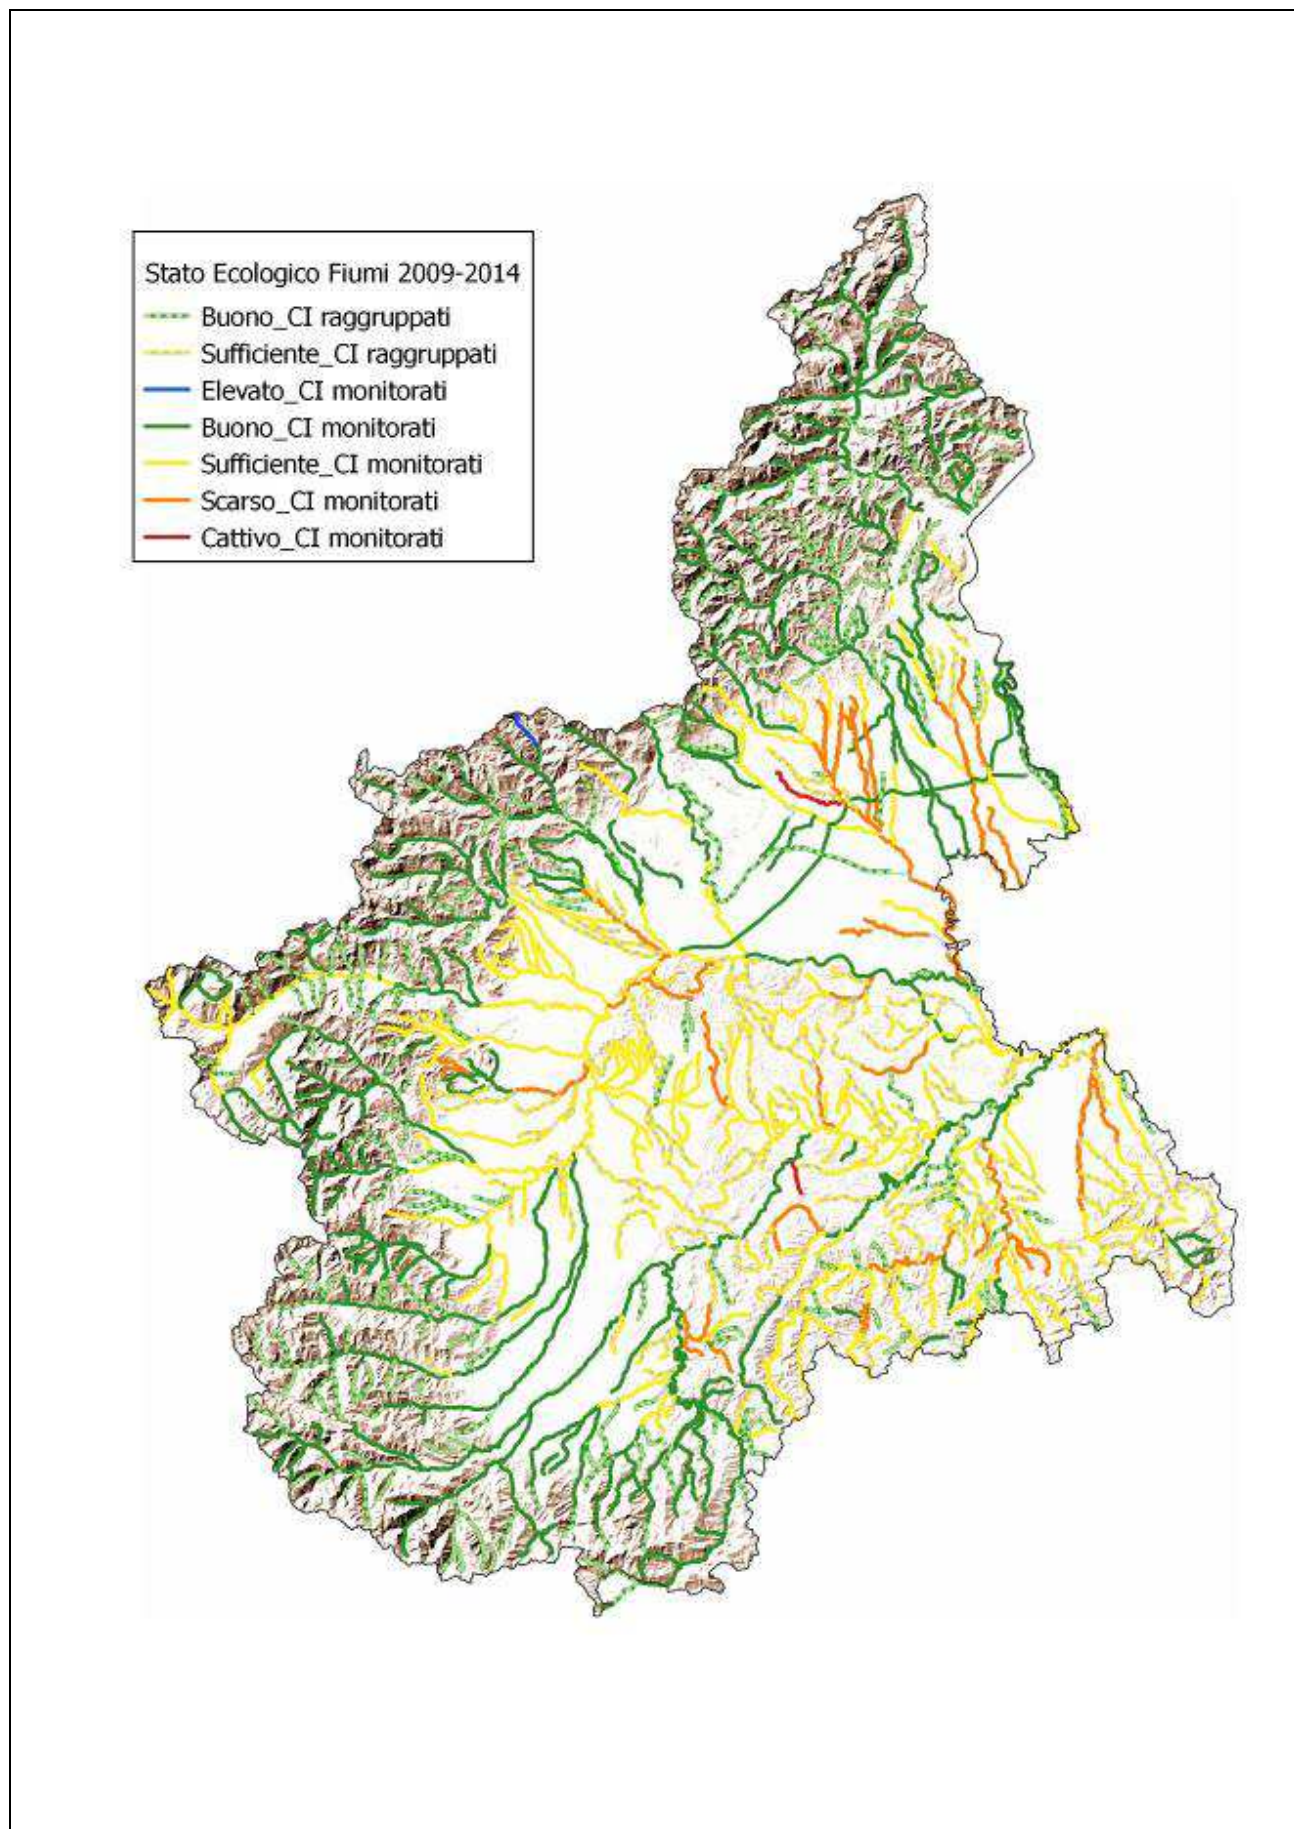 Stato Ecologico Fiumi 2009-2014
Buono_CI raggruppati
Sufficiente_CI raggruppati
Elevato_CI monitorati
Buono_CI monitorati
Sufficiente_CI monitorati
Scarso_CI monitorati
Cattivo_CI monitorati